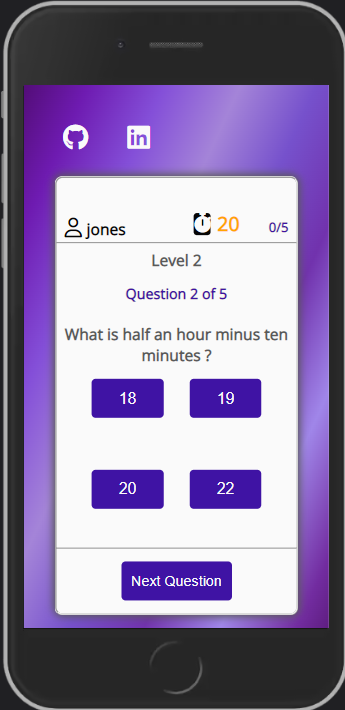 in
jones
20
0/5
Level 2
Question 2 of 5
What is half an hour minus ten
minutes ?
18
19
20
22
Next Question